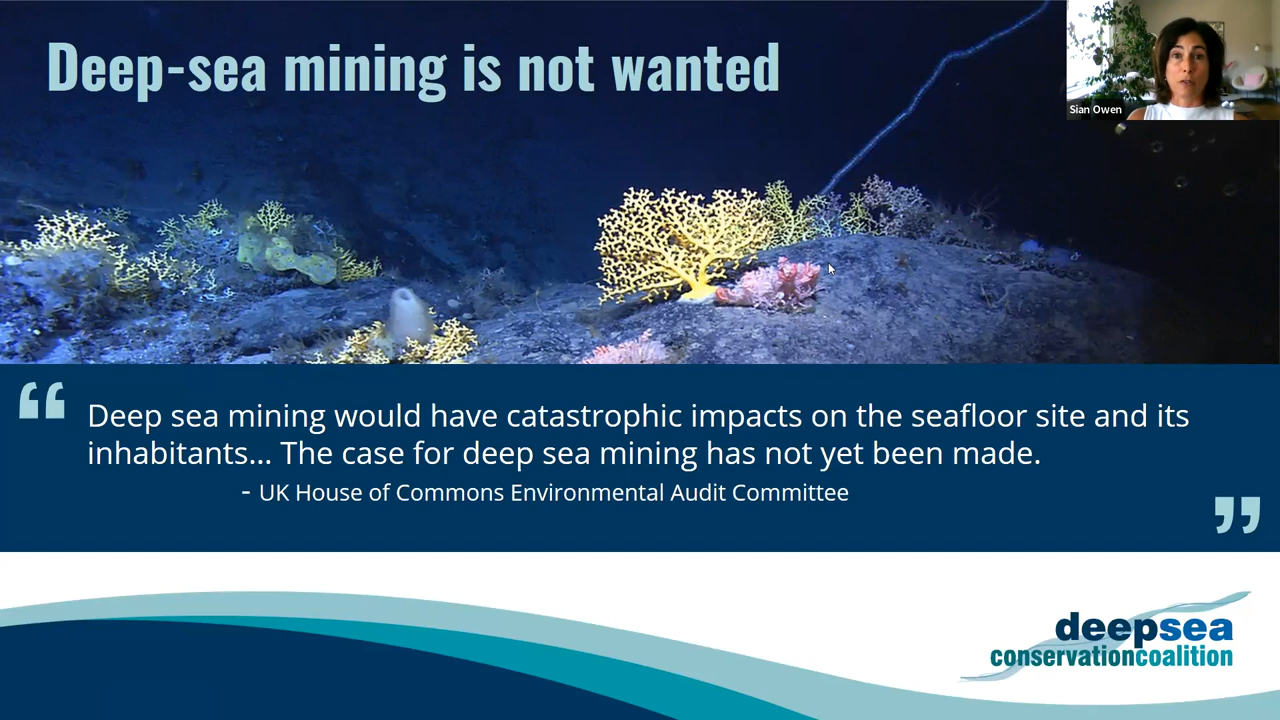 Deep-sea mining is not wanted
Sian Owen
“
Deep sea mining would have catastrophic impacts on the seafloor site and its
inhabitants... The case for deep sea mining has not yet been made.
- UK House of Commons Environmental Audit Committee
”
deepsea
conservationcoalition